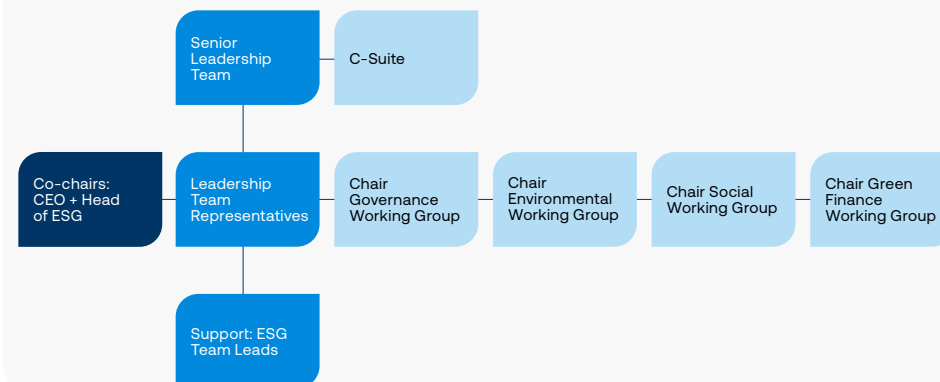 Senior
Leadership
Team
C-Suite
Co-chairs:
CEO + Head
of ESG
Leadership
Team
Representatives
Chair
Governance
Working Group
Chair
Environmental
Working Group
Chair Social
Working Group
Chair Green
Finance
Working Group
Support: ESG
Team Leads